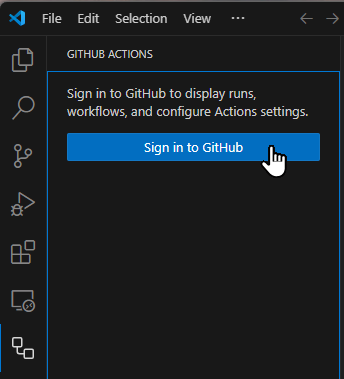 File Edit Selection View ...
GITHUB ACTIONS
Sign in to GitHub to display runs,
workflows, and configure Actions settings.
Sign in to GitHub